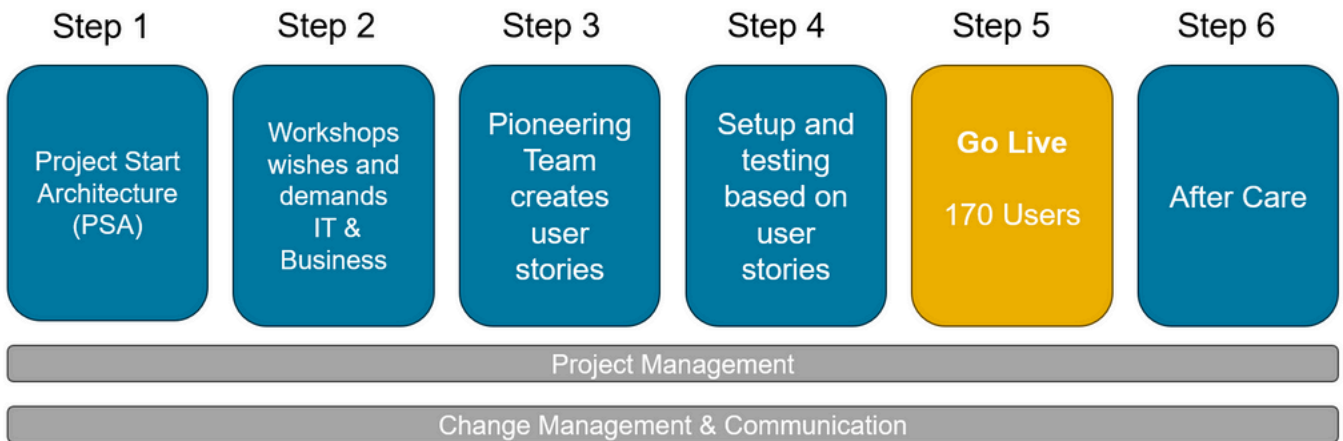 Step 1
Step 2
Step 3
Step 4
Step 5
Step 6
Project Start
Architecture
(PSA)
Workshops
wishes and
demands
IT &
Business
Pioneering
Team
creates
user
stories
Setup and
testing
based on
user
stories
Go Live
170 Users
After Care
Project Management
Change Management & Communication